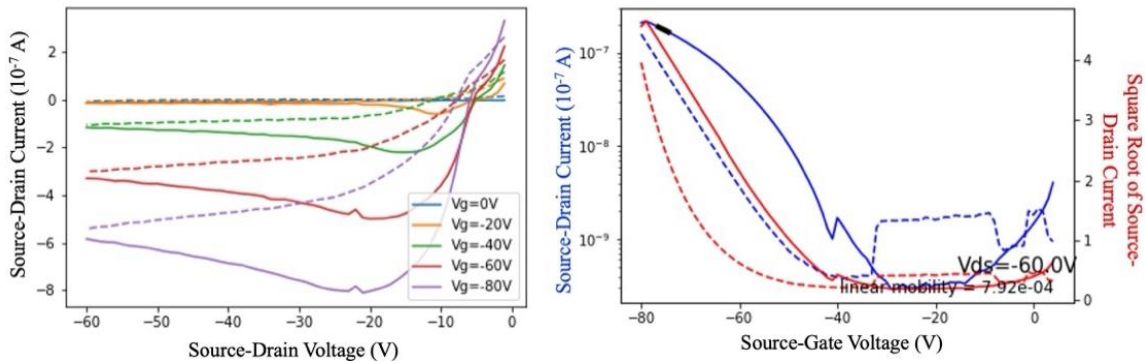 Source-Drain Current (10⁻⁷ A)
2
0
−2
−4
−6
−8
Vg=0V
Vg=-20V
Vg=-40V
Vg=-60V
Vg=-80V
−60
−50
−40
−30
−20
−10
0
Source-Drain Voltage (V)
Source-Drain Current (10⁻⁷ A)
10⁻⁷
10⁻⁸
10⁻⁹
4
3
2
1
0
Square Root of Source-
Drain Current
Vds=-60.0V
linear mobility = 7.92e-04
−80
−60
−40
−20
0
Source-Gate Voltage (V)